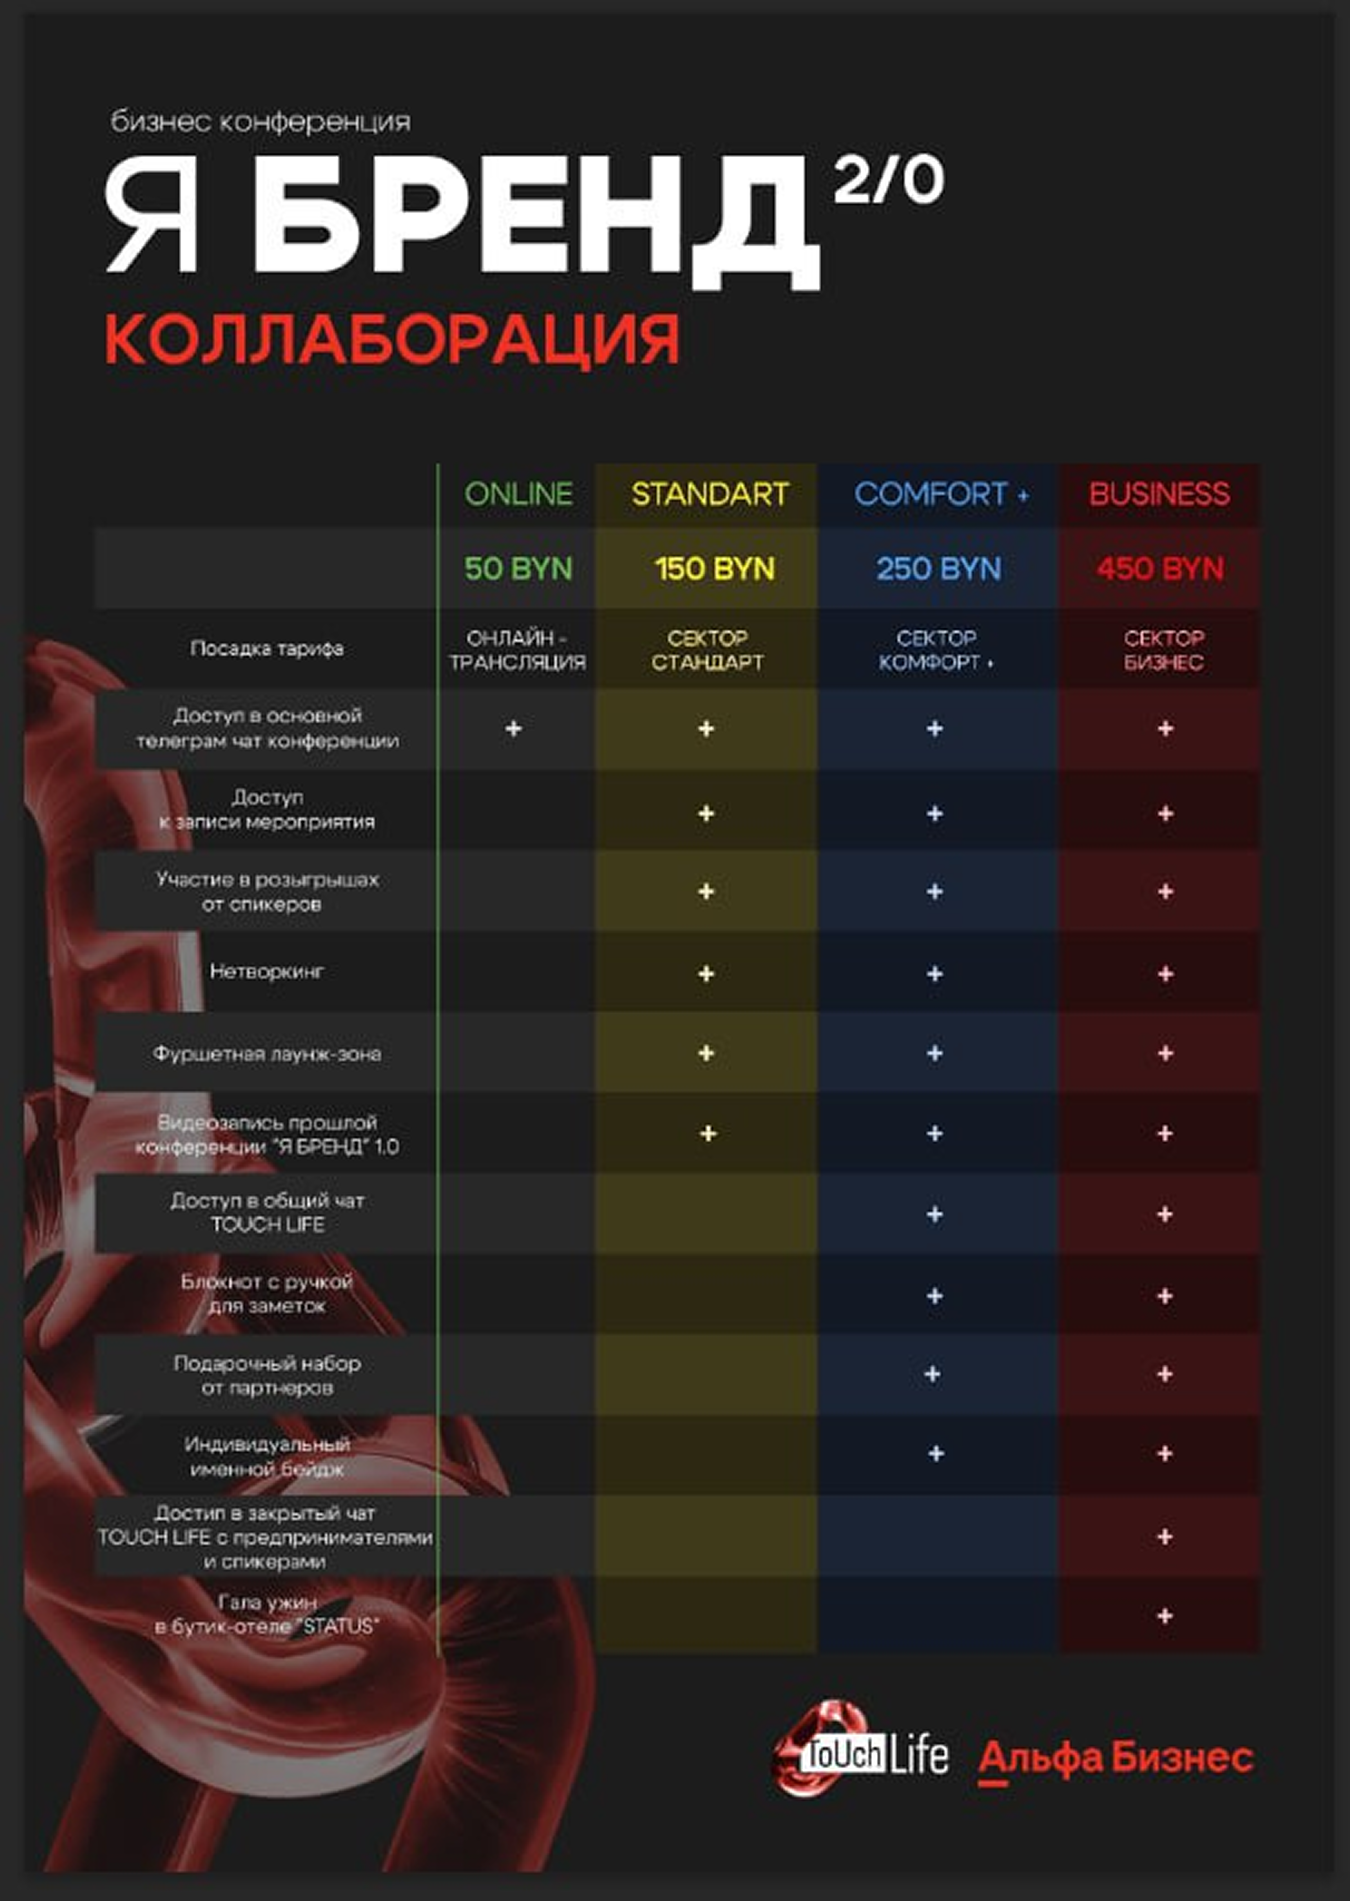 бизнес конференция
Я БРЕНД 2/0
КОЛЛАБОРАЦИЯ
ONLINE STANDART COMFORT + BUSINESS
50 BYN 150 BYN 250 BYN 450 BYN
Посадка тарифа
ОНЛАЙН -
ТРАНСЛЯЦИЯ
СЕКТОР
СТАНДАРТ
СЕКТОР
КОМФОРТ +
СЕКТОР
БИЗНЕС
Доступ в основной
телеграм чат конференции
+ + + +
Доступ
к записи мероприятия
+ + +
Участие в розыгрышах
от спикеров
+ + +
Нетворкинг
+ + +
Фуршетная лаунж-зона
+ + +
Видеозапись прошлой
конференции "Я БРЕНД" 1.0
+ + +
Доступ в общий чат
TOUCH LIFE
+ +
Блокнот с ручкой
для заметок
+ +
Подарочный набор
от партнеров
+ +
Индивидуальный
именной бейдж
+ +
Достип в закрытый чат
TOUCH LIFE с предпринимателями
и спикерами
+
Гала ужин
в бутик-отеле "STATUS"
+
ToUch Life
Альфа Бизнес